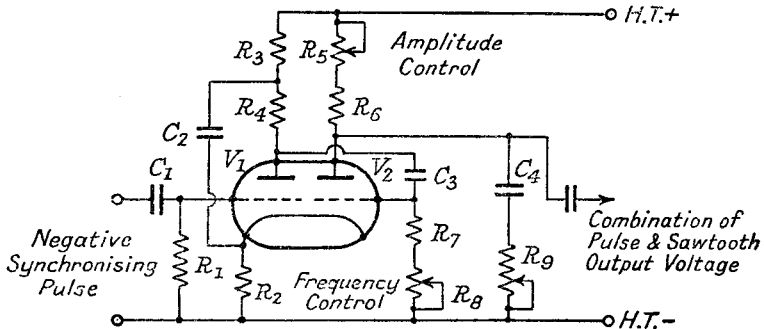 H.T.+
R3
R5
Amplitude
Control
R4
R6
C2
V1
V2
C1
C3
C4
Negative
Synchronising
Pulse
R1
R2
Frequency
Control
R7
R8
R9
Combination of
Pulse & Sawtooth
Output Voltage
H.T.-